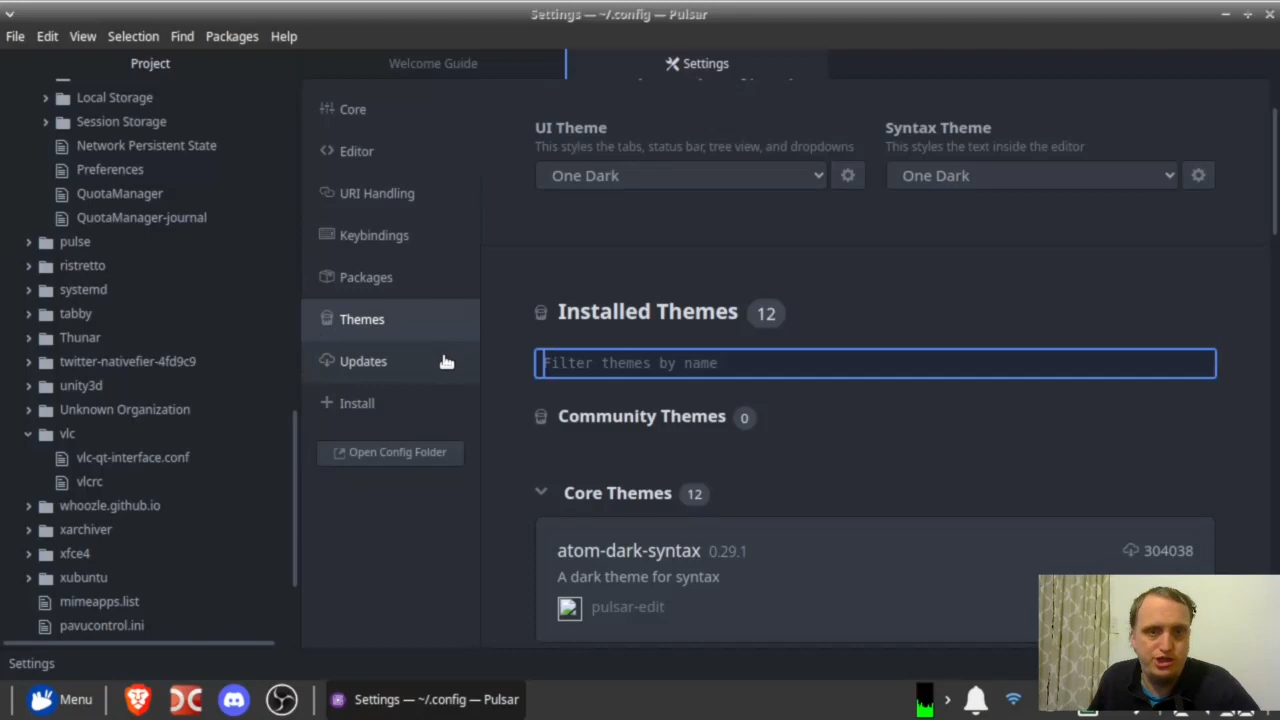 Settings — ~/.config — Pulsar
File Edit View Selection Find Packages Help
Project
Welcome Guide
Settings
Local Storage
Session Storage
Network Persistent State
Preferences
QuotaManager
QuotaManager-journal
pulse
ristretto
systemd
tabby
Thunar
twitter-nativefier-4fd9c9
unity3d
Unknown Organization
vlc
vlc-qt-interface.conf
vlcrc
whoozle.github.io
xarchiver
xfce4
xubuntu
mimeapps.list
pavucontrol.ini
Core
Editor
URI Handling
Keybindings
Packages
Themes
Updates
Install
Open Config Folder
UI Theme
This styles the tabs, status bar, tree view, and dropdowns
One Dark
Syntax Theme
This styles the text inside the editor
One Dark
Installed Themes 12
Filter themes by name
Community Themes 0
Core Themes 12
atom-dark-syntax 0.29.1 304038
A dark theme for syntax
pulsar-edit
Settings
Menu
Settings — ~/.config — Pulsar